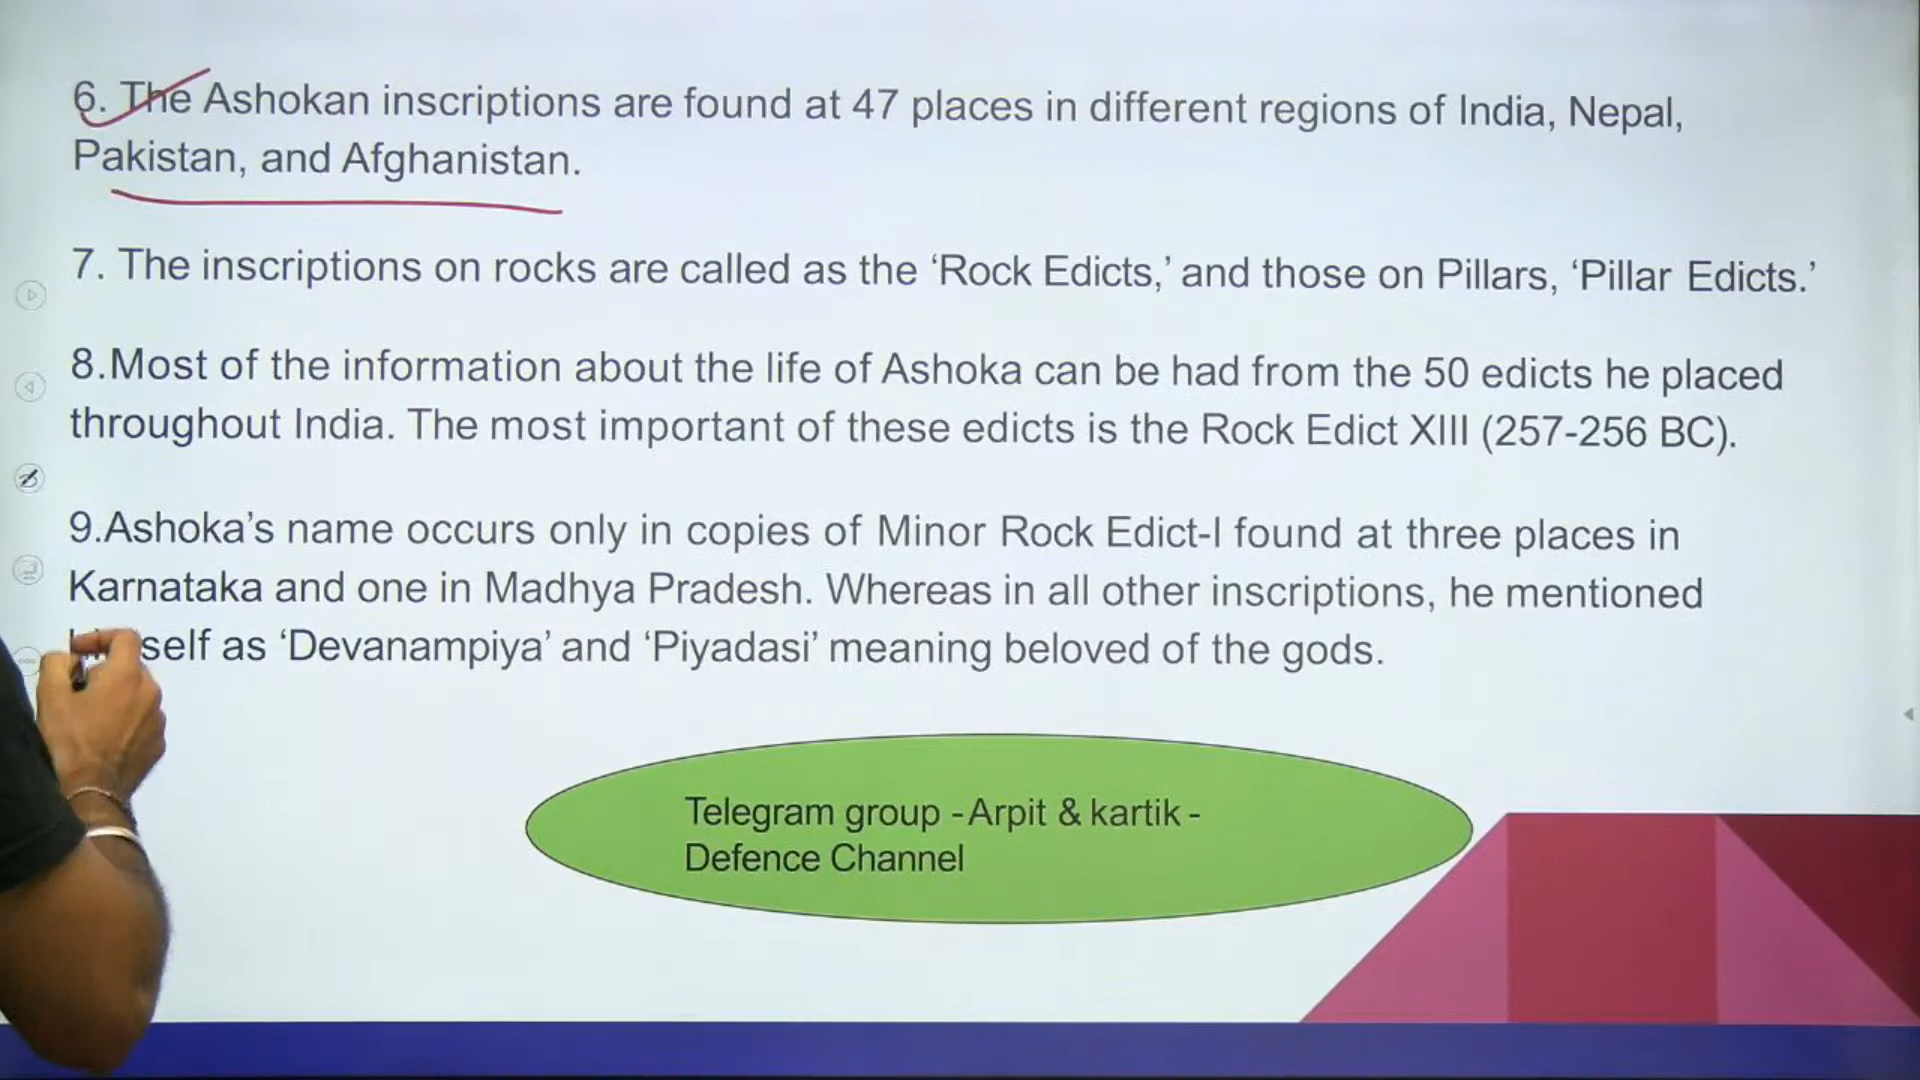 6. The Ashokan inscriptions are found at 47 places in different regions of India, Nepal,
Pakistan, and Afghanistan.
7. The inscriptions on rocks are called as the ‘Rock Edicts,’ and those on Pillars, ‘Pillar Edicts.’
8.Most of the information about the life of Ashoka can be had from the 50 edicts he placed
throughout India. The most important of these edicts is the Rock Edict XIII (257-256 BC).
9.Ashoka’s name occurs only in copies of Minor Rock Edict-I found at three places in
Karnataka and one in Madhya Pradesh. Whereas in all other inscriptions, he mentioned
self as ‘Devanampiya’ and ‘Piyadasi’ meaning beloved of the gods.
Telegram group -Arpit & kartik -
Defence Channel